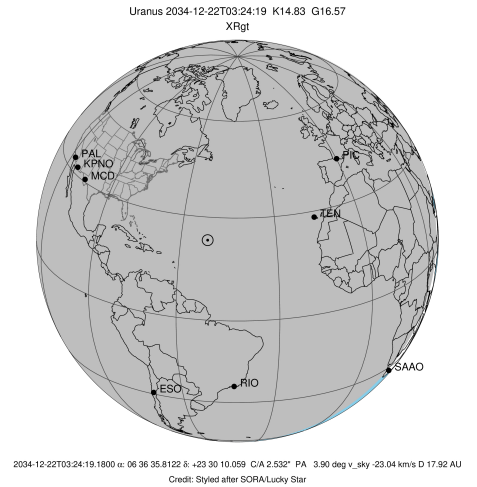 Uranus 2034-12-22T03:24:19 K14.83 G16.57
XRgt
PAL
KPNO
MCD
PIC
TEN
SAAO
ESO
RIO
2034-12-22T03:24:19.1800 α: 06 36 35.8122 δ: +23 30 10.059 C/A 2.532" PA 3.90 deg v_sky -23.04 km/s D 17.92 AU
Credit: Styled after SORA/Lucky Star